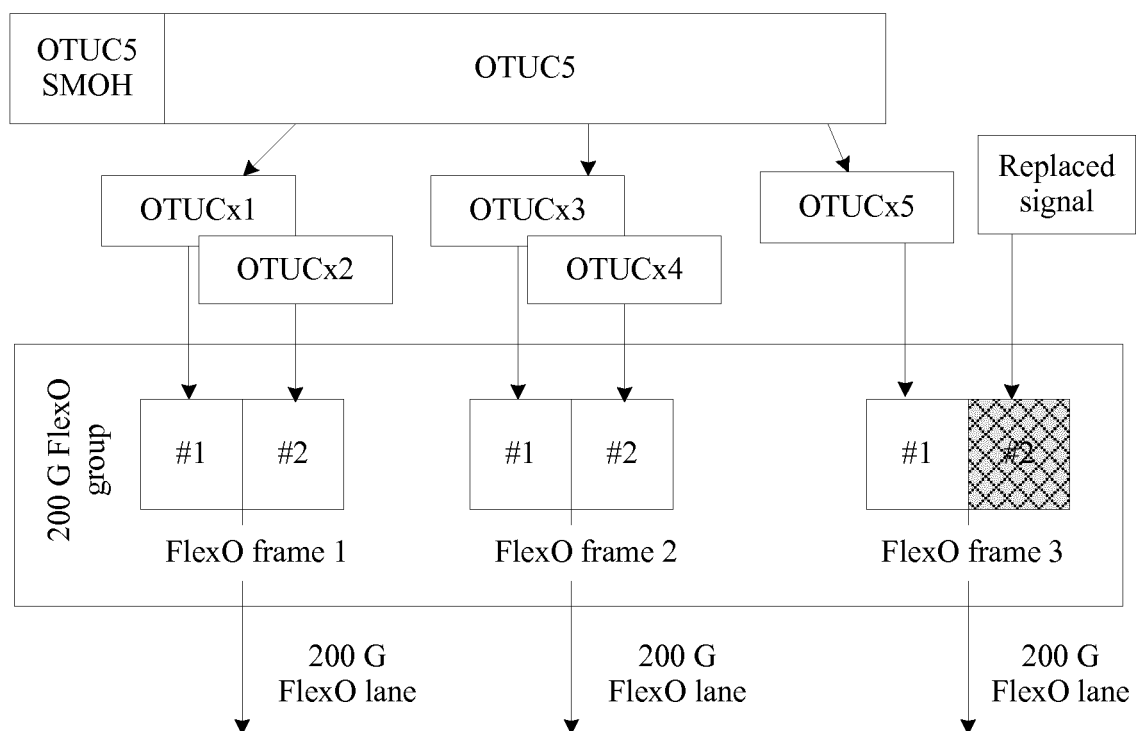 OTUC5
SMOH
OTUC5
Replaced
signal
OTUCx1
OTUCx3
OTUCx5
OTUCx2
OTUCx4
200 G FlexO
group
#1
#2
#1
#2
#1
#2
FlexO frame 1
FlexO frame 2
FlexO frame 3
200 G
FlexO lane
200 G
FlexO lane
200 G
FlexO lane